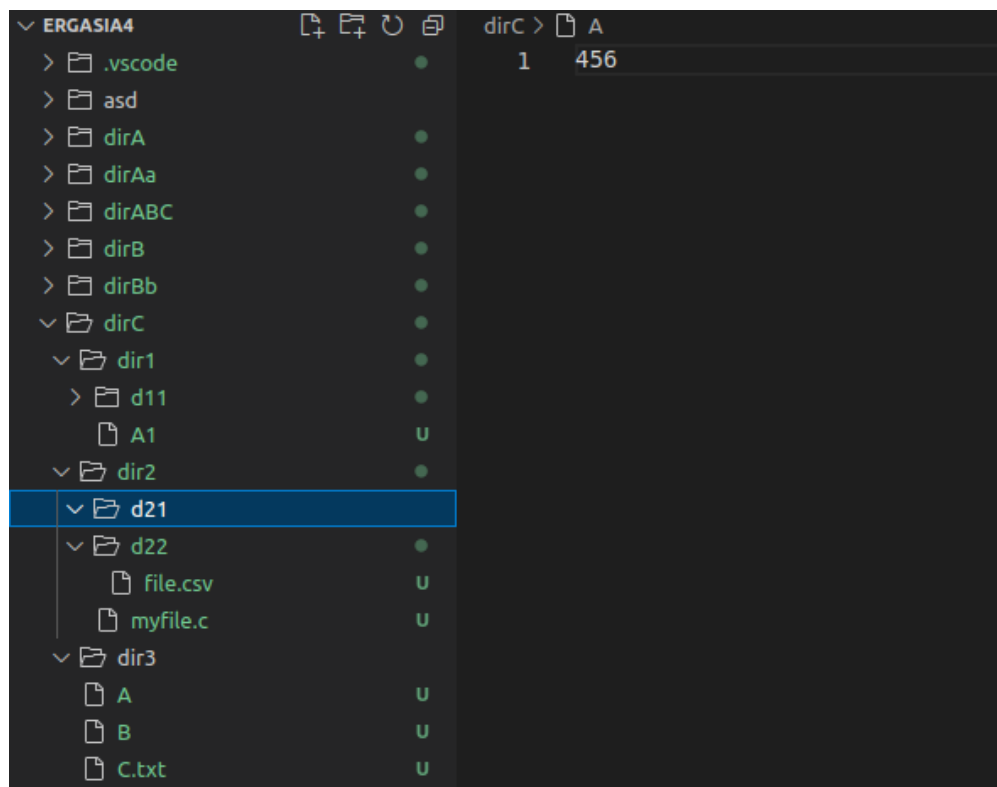 ERGASIA4
.vscode
asd
dirA
dirAa
dirABC
dirB
dirBb
dirC
dir1
d11
A1 U
dir2
d21
d22
file.csv U
myfile.c U
dir3
A U
B U
C.txt U
dirC > A
1 456